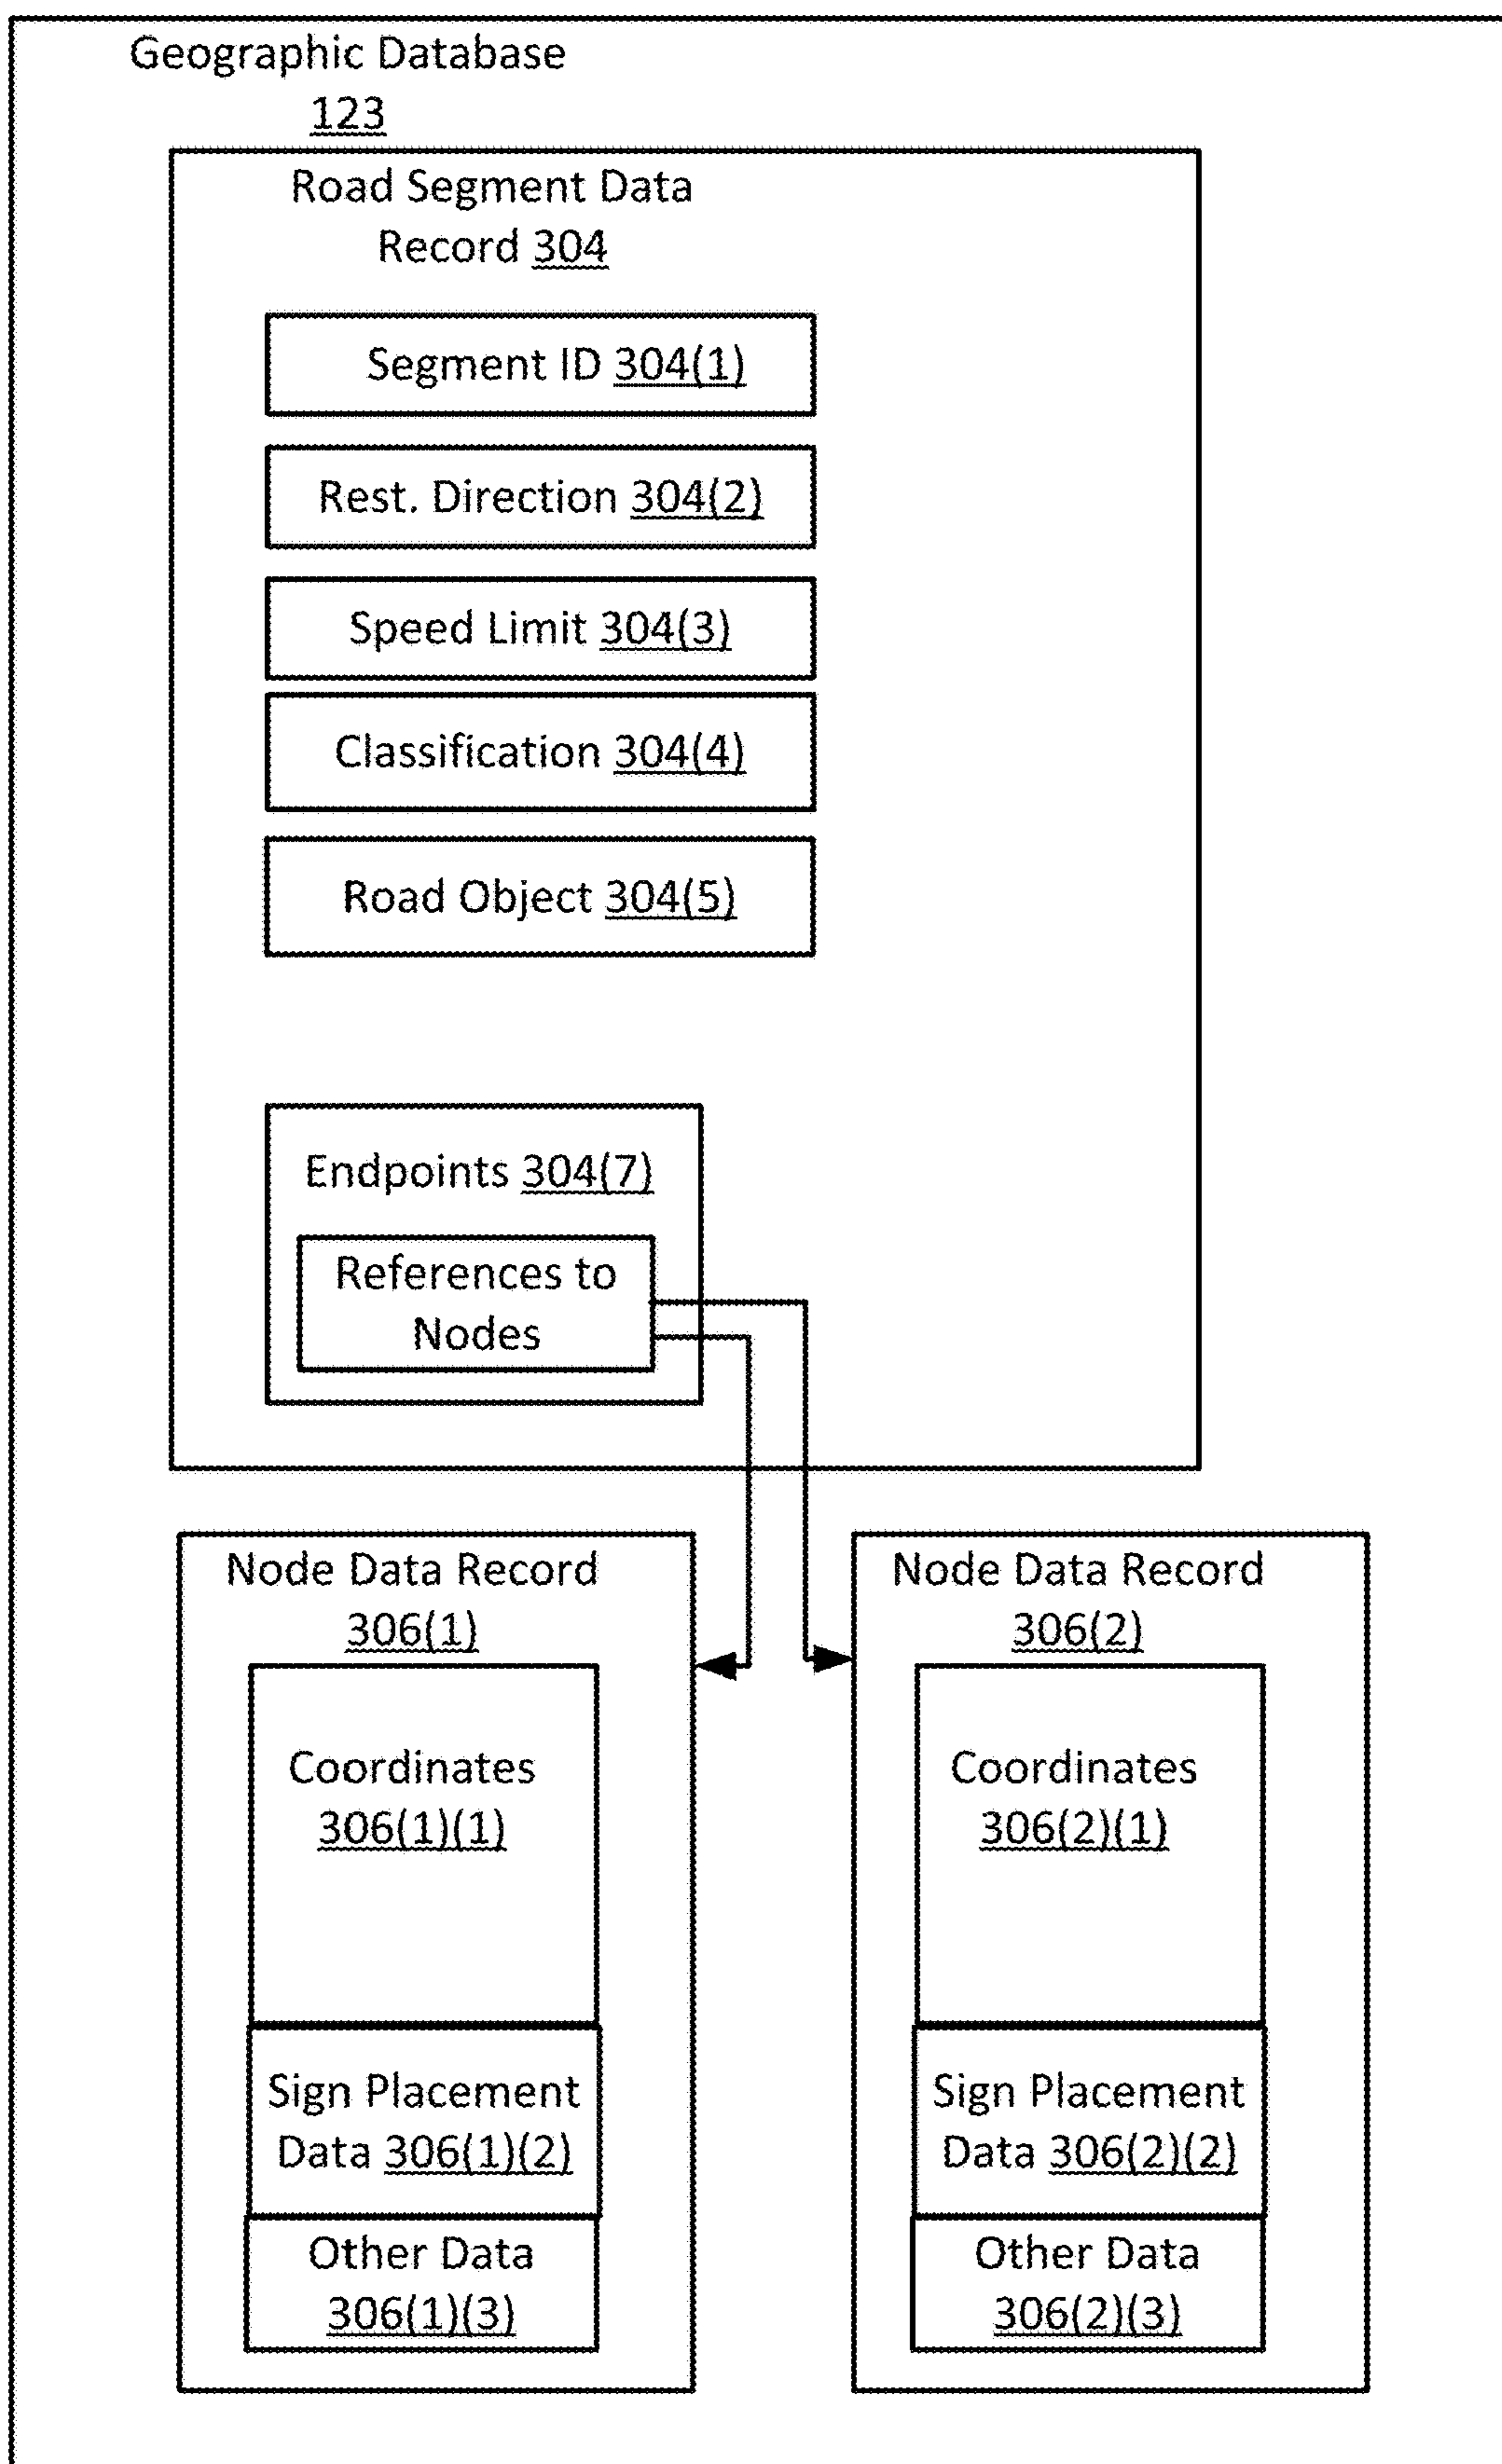 Geographic Database
123
Road Segment Data
Record 304
Segment ID 304(1)
Rest. Direction 304(2)
Speed Limit 304(3)
Classification 304(4)
Road Object 304(5)
Endpoints 304(7)
References to
Nodes
Node Data Record
306(1)
Coordinates
306(1)(1)
Sign Placement
Data 306(1)(2)
Other Data
306(1)(3)
Node Data Record
306(2)
Coordinates
306(2)(1)
Sign Placement
Data 306(2)(2)
Other Data
306(2)(3)